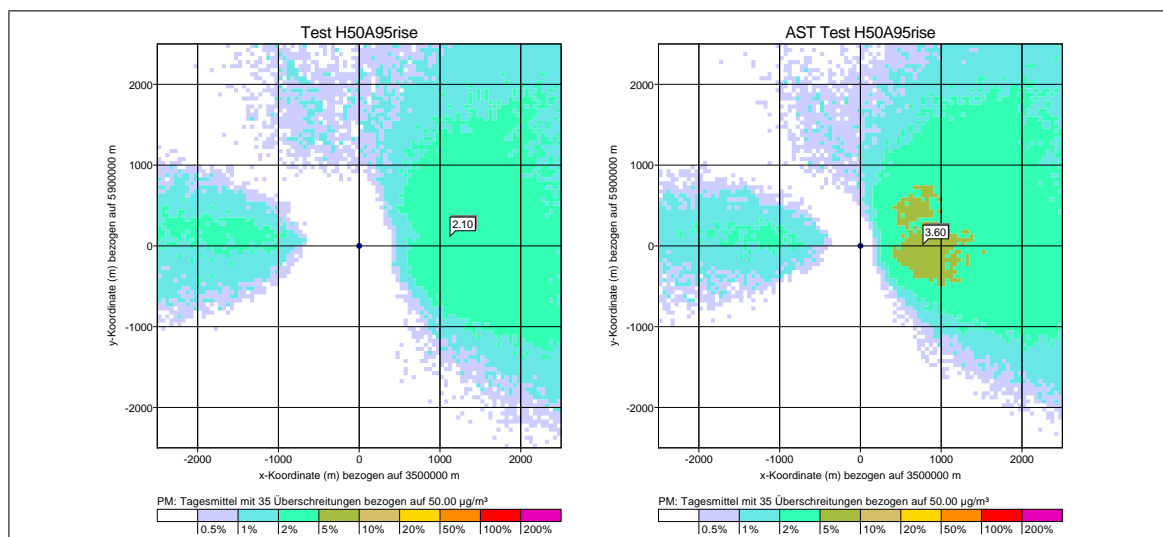 Test H50A95rise
2000
1000
0
-1000
-2000
y-Koordinate (m) bezogen auf 5900000 m
2.10
-2000 -1000 0 1000 2000
x-Koordinate (m) bezogen auf 3500000 m
PM: Tagesmittel mit 35 Überschreitungen bezogen auf 50.00 µg/m³
0.5% 1% 2% 5% 10% 20% 50% 100% 200%
AST Test H50A95rise
2000
1000
0
-1000
-2000
y-Koordinate (m) bezogen auf 5900000 m
3.60
-2000 -1000 0 1000 2000
x-Koordinate (m) bezogen auf 3500000 m
PM: Tagesmittel mit 35 Überschreitungen bezogen auf 50.00 µg/m³
0.5% 1% 2% 5% 10% 20% 50% 100% 200%